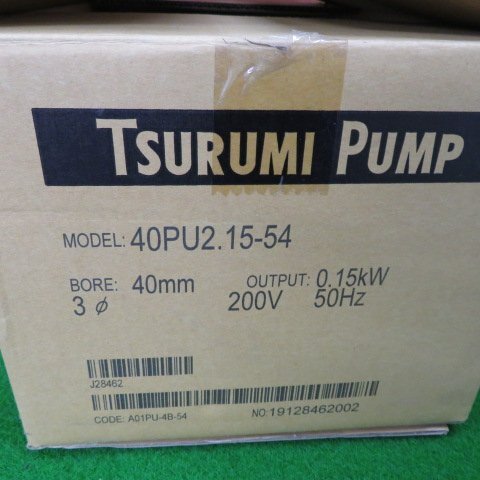 TSURUMI PUMP
MODEL: 40PU2.15-54
BORE: 40mm OUTPUT: 0.15kW
3 ø 200V 50Hz
J28462
CODE: A01PU-4B-54 NO:19128462002